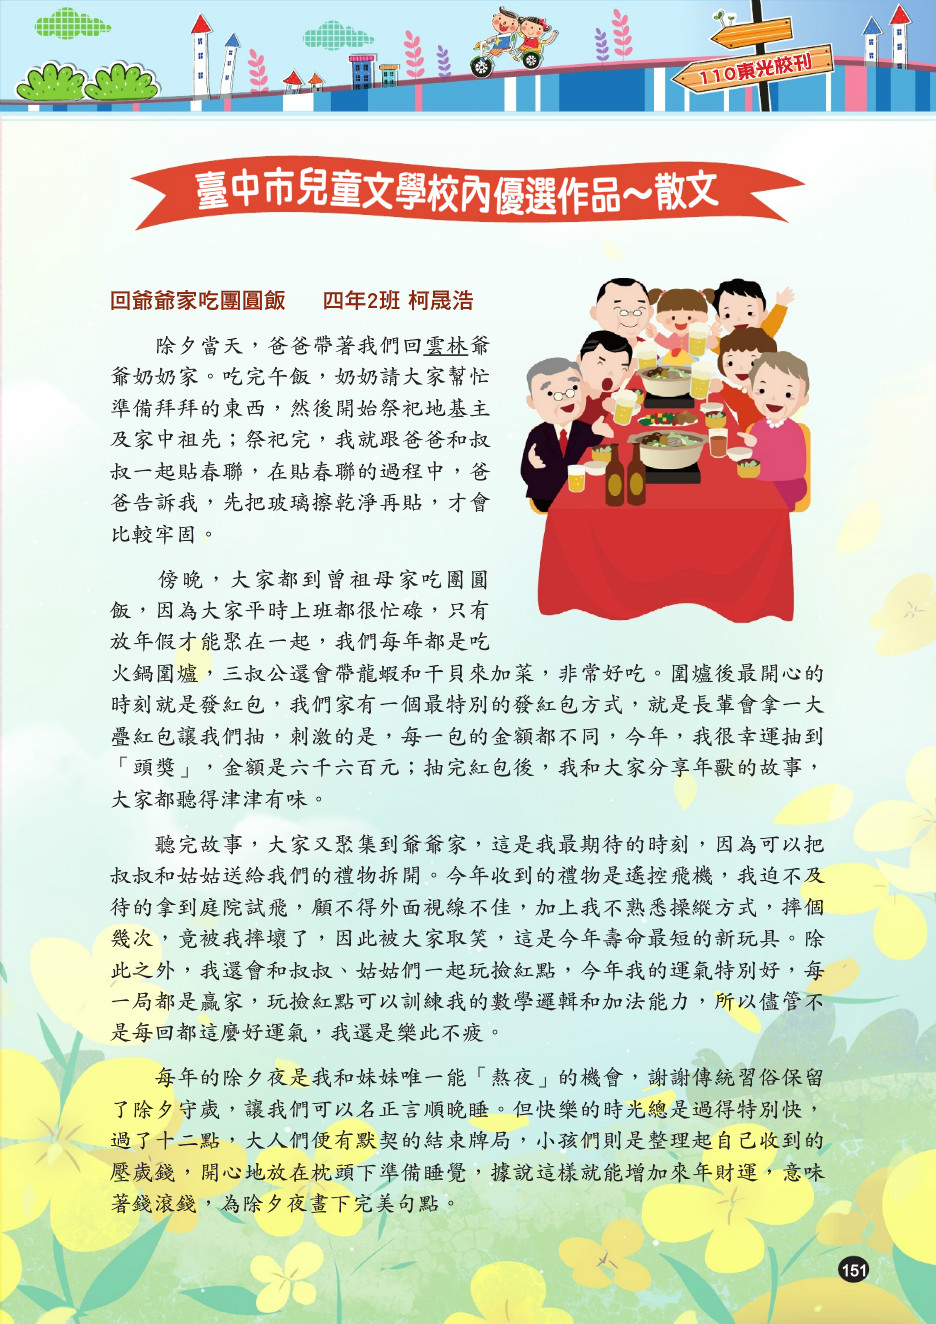 110東光校刊
臺中市兒童文學校內優選作品～散文
回爺爺家吃團圓飯 四年2班 柯晟浩
除夕當天，爸爸帶著我們回雲林爺
爺奶奶家。吃完午飯，奶奶請大家幫忙
準備拜拜的東西，然後開始祭祀地基主
及家中祖先；祭祀完，我就跟爸爸和叔
叔一起貼春聯，在貼春聯的過程中，爸
爸告訴我，先把玻璃擦乾淨再貼，才會
比較牢固。
傍晚，大家都到曾祖母家吃團圓
飯，因為大家平時上班都很忙碌，只有
放年假才能聚在一起，我們每年都是吃
火鍋圍爐，三叔公還會帶龍蝦和干貝來加菜，非常好吃。圍爐後最開心的
時刻就是發紅包，我們家有一個最特別的發紅包方式，就是長輩會拿一大
疊紅包讓我們抽，刺激的是，每一包的金額都不同，今年，我很幸運抽到
「頭獎」，金額是六千六百元；抽完紅包後，我和大家分享年獸的故事，
大家都聽得津津有味。
聽完故事，大家又聚集到爺爺家，這是我最期待的時刻，因為可以把
叔叔和姑姑送給我們的禮物拆開。今年收到的禮物是遙控飛機，我迫不及
待的拿到庭院試飛，顧不得外面視線不佳，加上我不熟悉操縱方式，摔個
幾次，竟被我摔壞了，因此被大家取笑，這是今年壽命最短的新玩具。除
此之外，我還會和叔叔、姑姑們一起玩撿紅點，今年我的運氣特別好，每
一局都是贏家，玩撿紅點可以訓練我的數學邏輯和加法能力，所以儘管不
是每回都這麼好運氣，我還是樂此不疲。
每年的除夕夜是我和妹妹唯一能「熬夜」的機會，謝謝傳統習俗保留
了除夕守歲，讓我們可以名正言順晚睡。但快樂的時光總是過得特別快，
過了十二點，大人們便有默契的結束牌局，小孩們則是整理起自己收到的
壓歲錢，開心地放在枕頭下準備睡覺，據說這樣就能增加來年財運，意味
著錢滾錢，為除夕夜畫下完美句點。
151